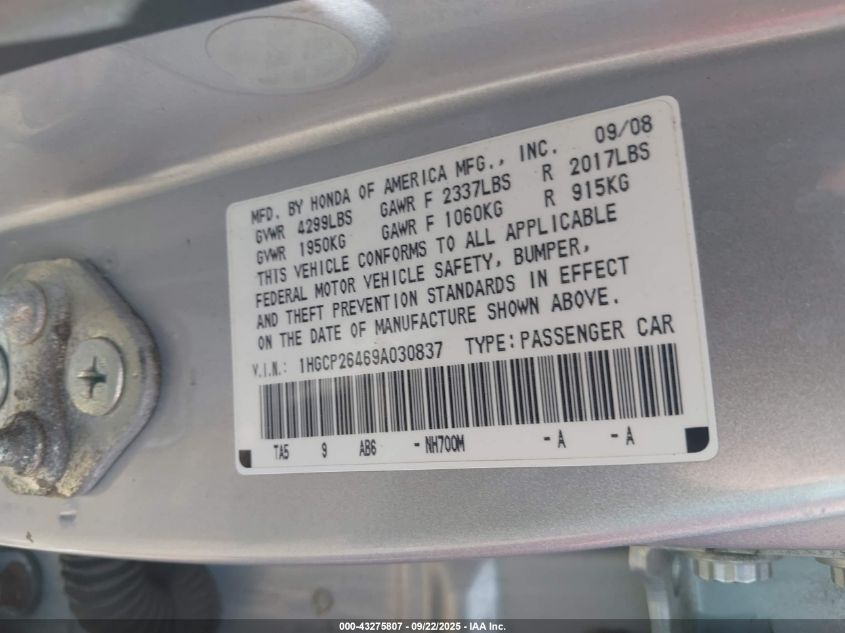 MFD. BY HONDA OF AMERICA MFG., INC. 09/08
GVWR 4299LBS GAWR F 2337LBS R 2017LBS
GVWR 1950KG GAWR F 1060KG R 915KG
THIS VEHICLE CONFORMS TO ALL APPLICABLE
FEDERAL MOTOR VEHICLE SAFETY, BUMPER,
AND THEFT PREVENTION STANDARDS IN EFFECT
ON THE DATE OF MANUFACTURE SHOWN ABOVE.
V.I.N.: 1HGCP26469A030837 TYPE: PASSENGER CAR
TA5 9 AB6 - NH700M - A - A
000-43275807 - 09/22/2025 - IAA Inc.